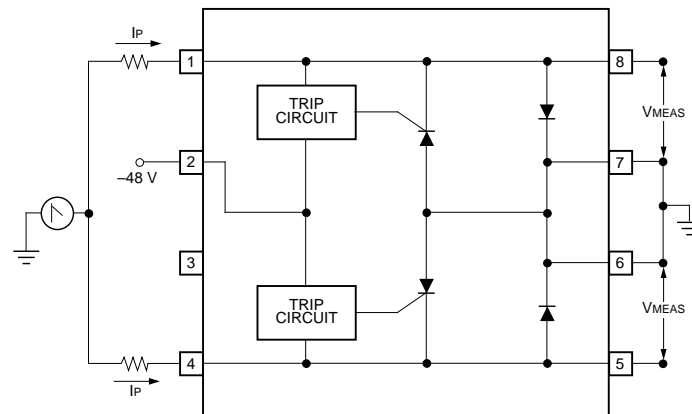 IP
1
8
TRIP
CIRCUIT
VMEAS
2
–48 V
7
3
6
TRIP
CIRCUIT
VMEAS
4
5
IP